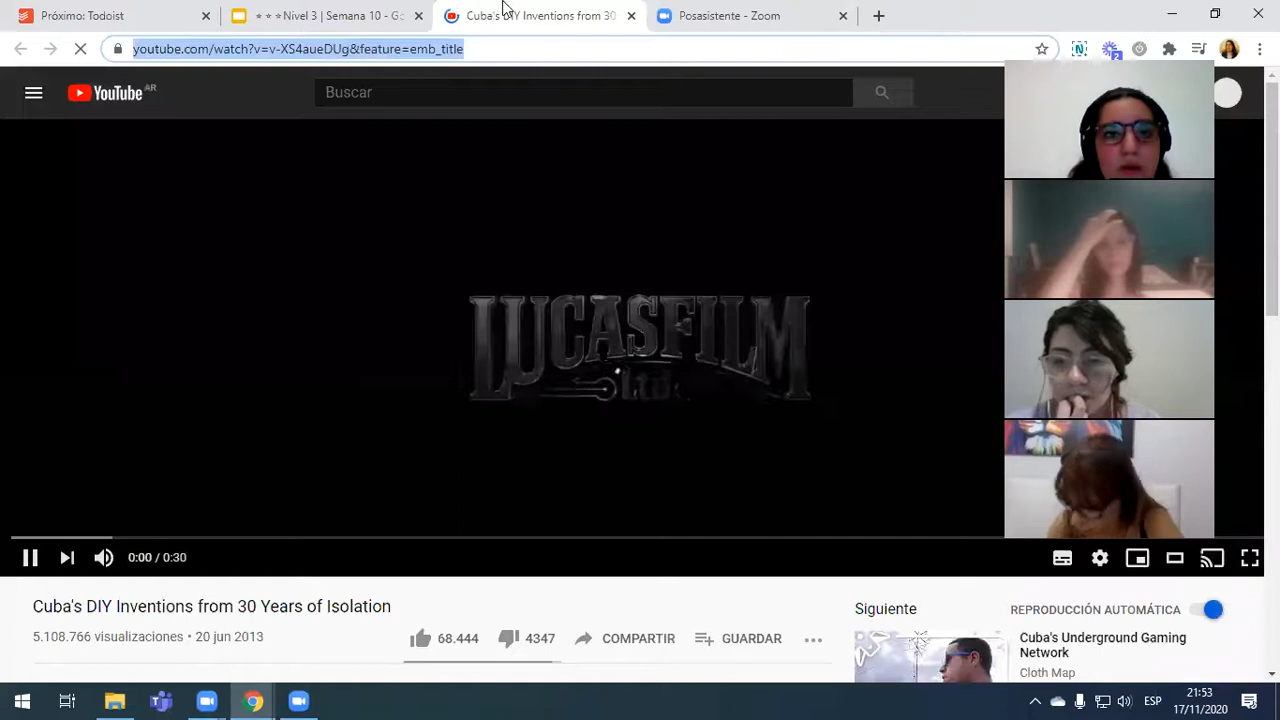 Próximo: Todoist
⭐⭐⭐Nivel 3 | Semana 10 - G
Cuba's DIY Inventions from 30
Posasistente - Zoom
youtube.com/watch?v=v-XS4aueDUg&feature=emb_title
2
YouTube AR
Buscar
LUCASFILM
Ltd.
0:00 / 0:30
Cuba's DIY Inventions from 30 Years of Isolation
5.108.766 visualizaciones • 20 jun 2013
68.444
4347
COMPARTIR
GUARDAR
Siguiente
REPRODUCCIÓN AUTOMÁTICA
Cuba's Underground Gaming
Network
Cloth Map
ESP
21:53
17/11/2020